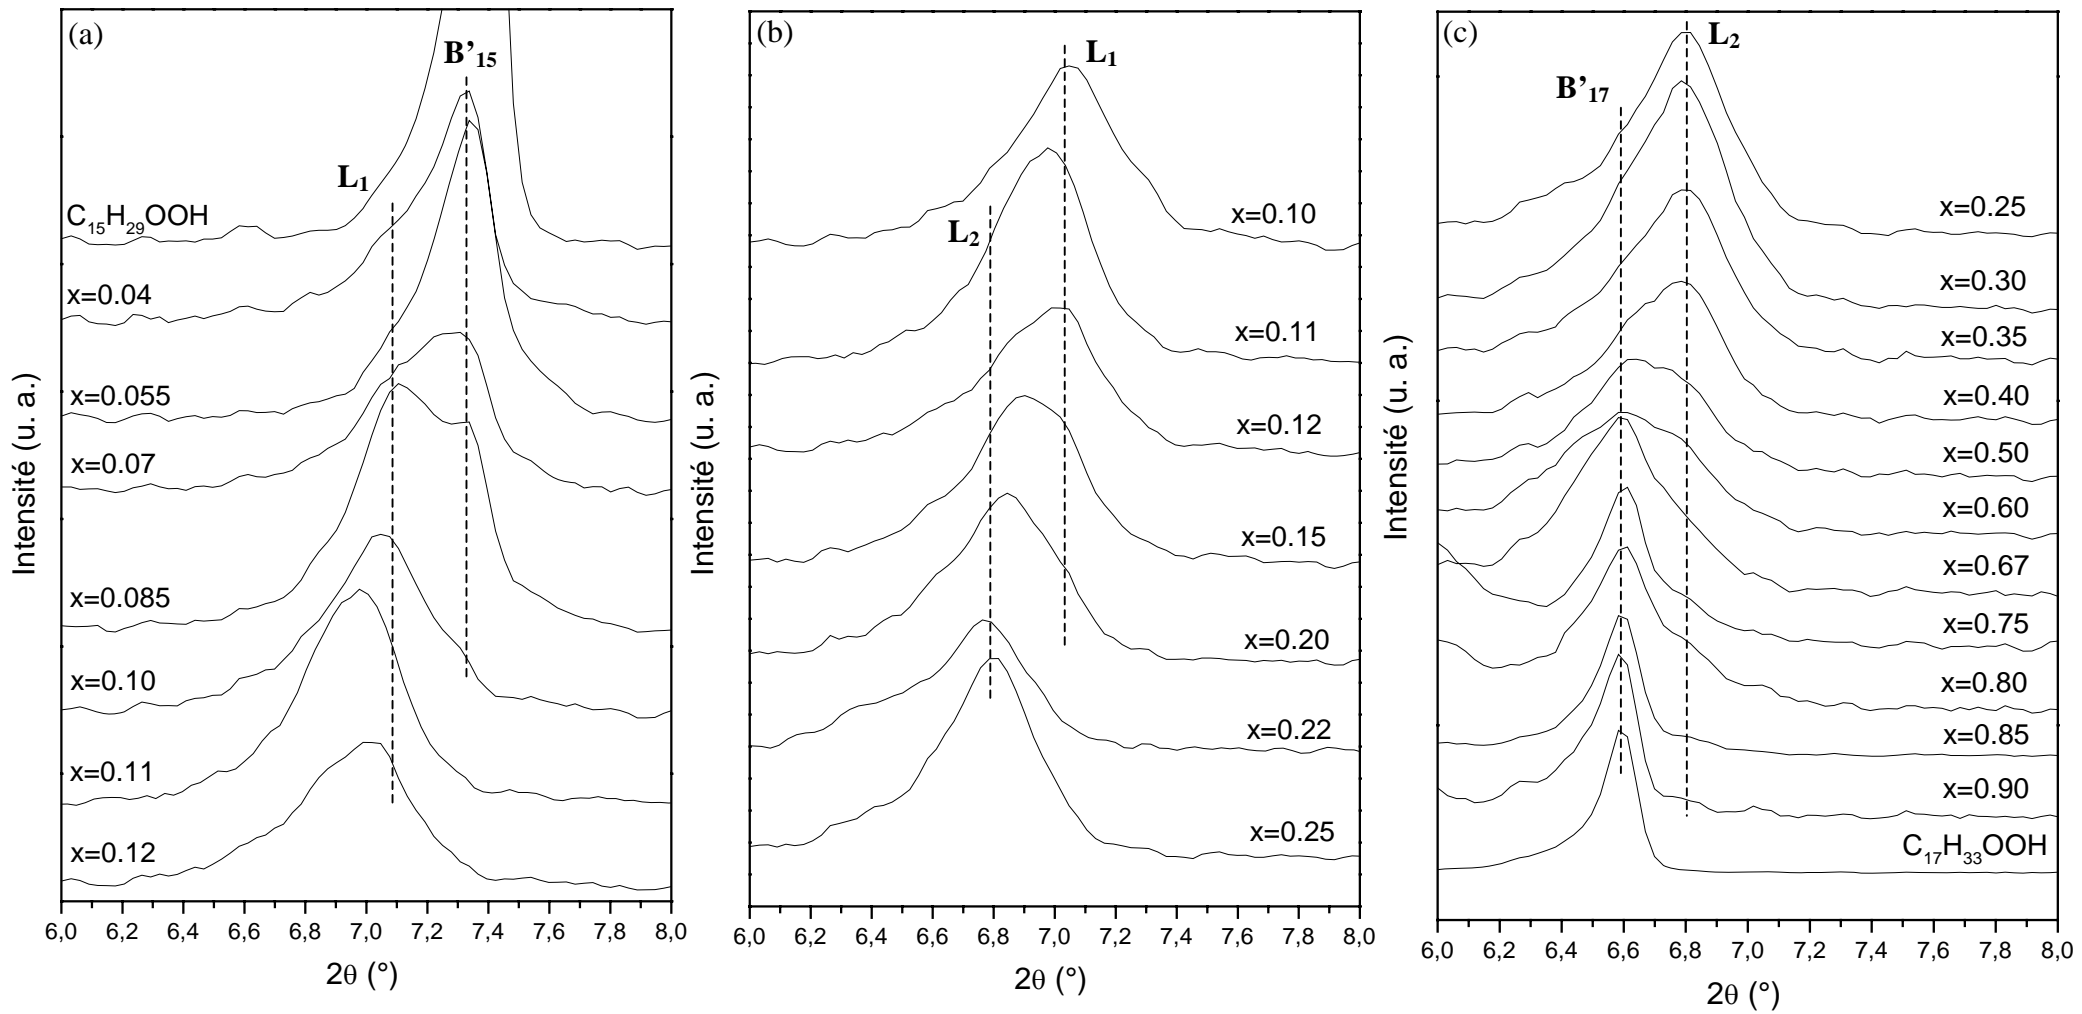 (a)
B’₁₅
L₁
C₁₅H₂₉OOH
x=0.04
x=0.055
x=0.07
x=0.085
x=0.10
x=0.11
x=0.12
Intensité (u. a.)
6,0 6,2 6,4 6,6 6,8 7,0 7,2 7,4 7,6 7,8 8,0
2θ (°)
(b)
L₁
L₂
x=0.10
x=0.11
x=0.12
x=0.15
x=0.20
x=0.22
x=0.25
Intensité (u. a.)
6,0 6,2 6,4 6,6 6,8 7,0 7,2 7,4 7,6 7,8 8,0
2θ (°)
(c)
L₂
B’₁₇
x=0.25
x=0.30
x=0.35
x=0.40
x=0.50
x=0.60
x=0.67
x=0.75
x=0.80
x=0.85
x=0.90
C₁₇H₃₃OOH
Intensité (u. a.)
6,0 6,2 6,4 6,6 6,8 7,0 7,2 7,4 7,6 7,8 8,0
2θ (°)